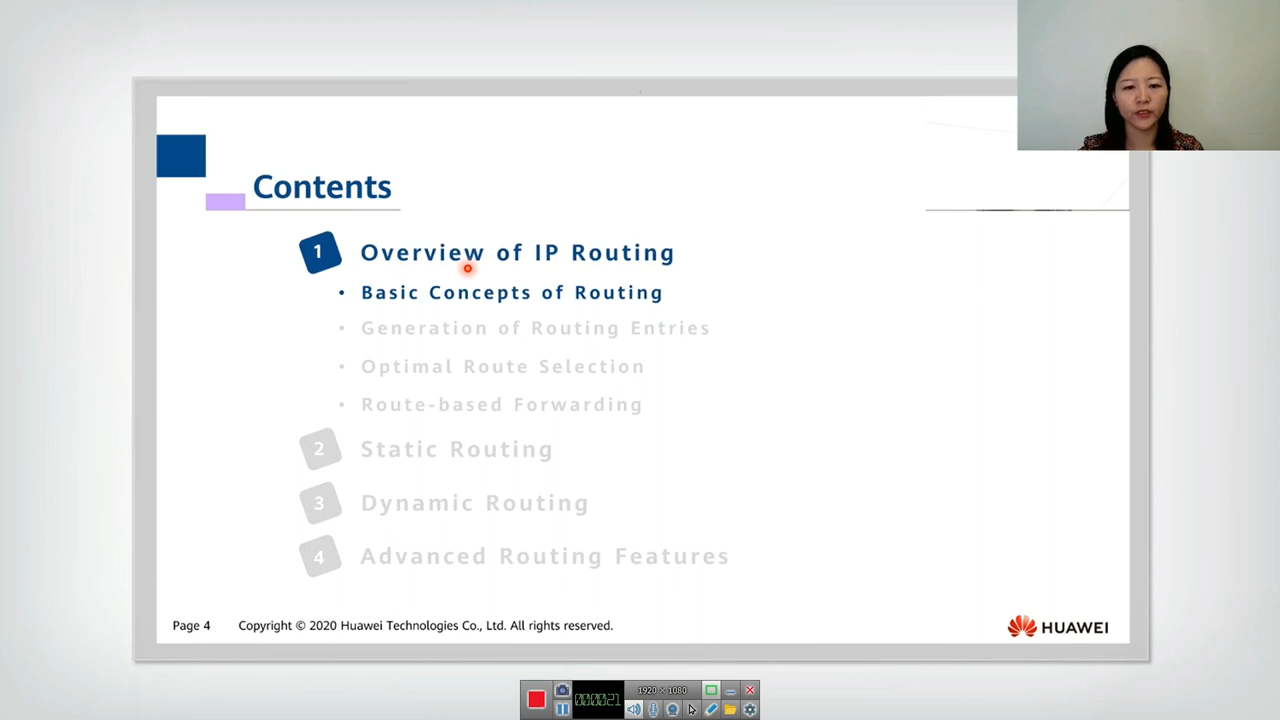 Contents
1 Overview of IP Routing
• Basic Concepts of Routing
• Generation of Routing Entries
• Optimal Route Selection
• Route-based Forwarding
2 Static Routing
3 Dynamic Routing
4 Advanced Routing Features
Page 4 Copyright © 2020 Huawei Technologies Co., Ltd. All rights reserved.
HUAWEI
1920 × 1080
000021